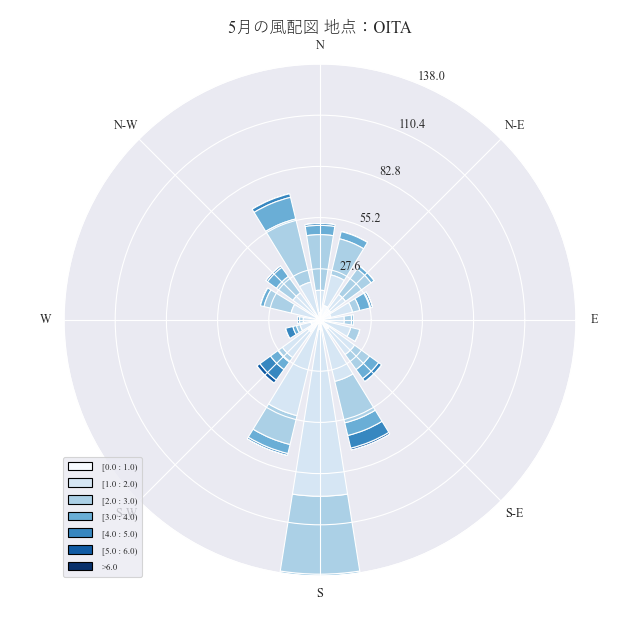 5月の風配図 地点：OITA
N
138.0
N-W
N-E
110.4
82.8
55.2
27.6
W
E
[0.0 : 1.0)
[1.0 : 2.0)
[2.0 : 3.0)
[3.0 : 4.0)
[4.0 : 5.0)
[5.0 : 6.0)
>6.0
S-W
S-E
S